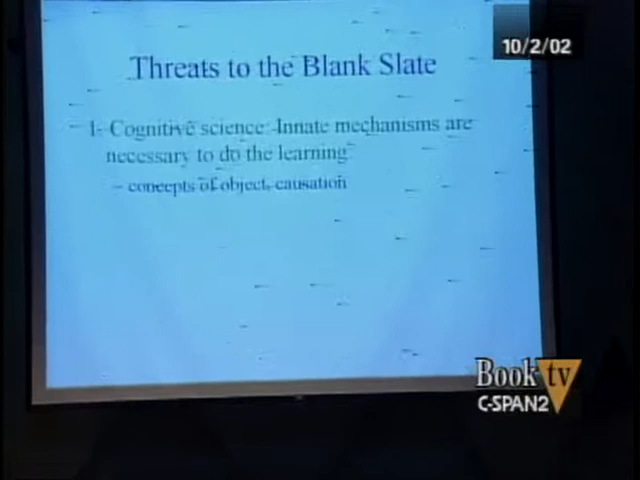 10/2/02
Threats to the Blank Slate
1- Cognitive science: Innate mechanisms are
necessary to do the learning
– concepts of object, causation
Book tv
C-SPAN2